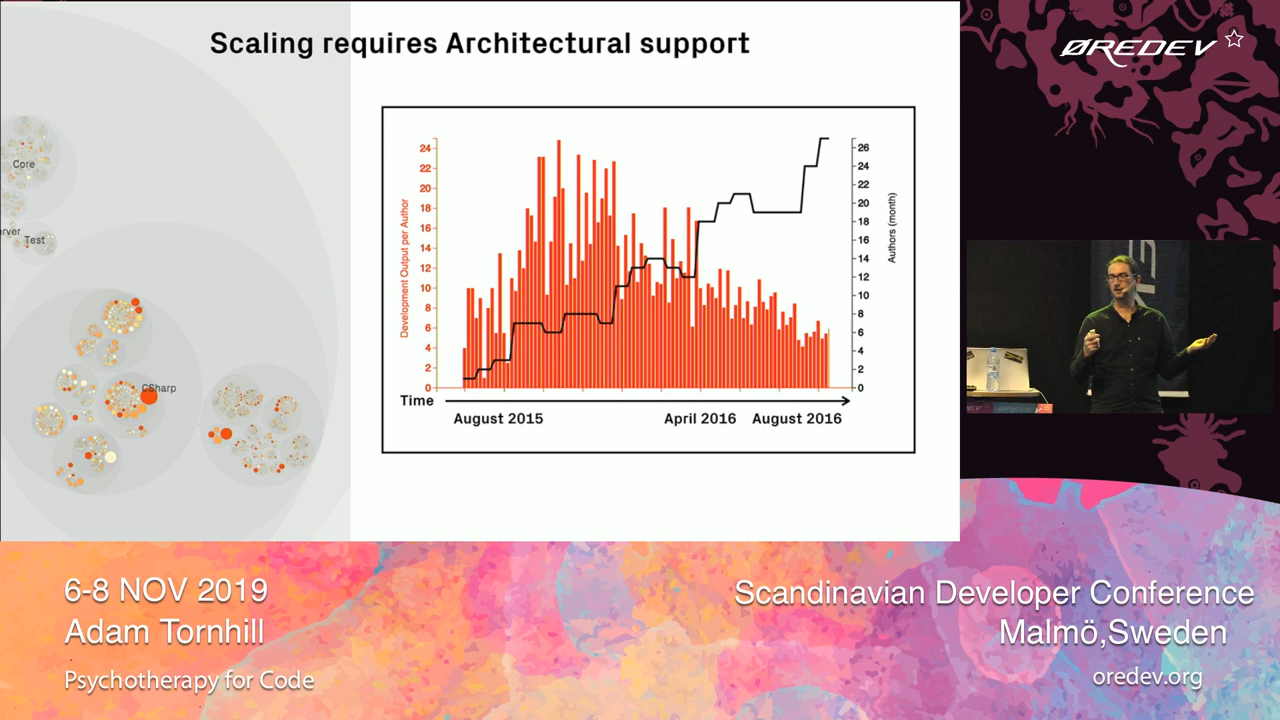 Scaling requires Architectural support
ØREDEV
Core
Test
CSharp
Development Output per Author
24
22
20
18
16
14
12
10
8
6
4
2
0
26
24
22
20
18
16
14
12
10
8
6
4
2
0
Authors (month)
Time
August 2015
April 2016
August 2016
6-8 NOV 2019
Adam Tornhill
Psychotherapy for Code
Scandinavian Developer Conference
Malmö,Sweden
oredev.org